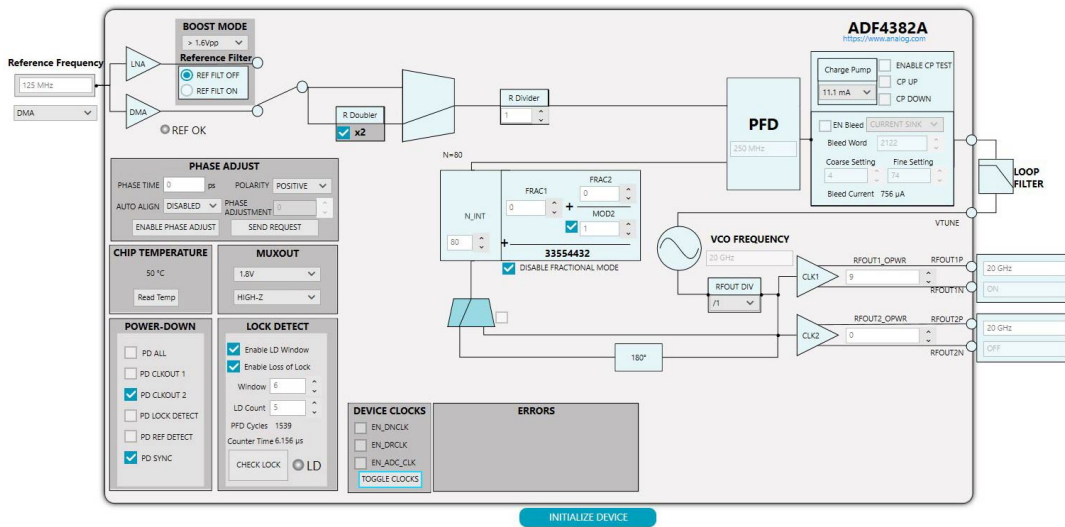 ADF4382A
https://www.analog.com
BOOST MODE
> 1.6Vpp
Reference Filter
REF FILT OFF
REF FILT ON
Reference Frequency
125 MHz
DMA
LNA
DMA
REF OK
R Doubler
x2
R Divider
1
PFD
250 MHz
Charge Pump
11.1 mA
ENABLE CP TEST
CP UP
CP DOWN
EN Bleed
CURRENT SINK
Bleed Word
2122
Coarse Setting
Fine Setting
4
74
Bleed Current 756 µA
LOOP
FILTER
VTUNE
N=80
N_INT
80
+
FRAC1
0
+
FRAC2
0
MOD2
1
33554432
DISABLE FRACTIONAL MODE
VCO FREQUENCY
20 GHz
RFOUT DIV
/1
180°
CLK1
RFOUT1_OPWR
9
RFOUT1P
RFOUT1N
20 GHz
ON
CLK2
RFOUT2_OPWR
0
RFOUT2P
RFOUT2N
20 GHz
OFF
PHASE ADJUST
PHASE TIME 0 ps POLARITY POSITIVE
AUTO ALIGN DISABLED PHASE
ADJUSTMENT 0
ENABLE PHASE ADJUST SEND REQUEST
CHIP TEMPERATURE
50 °C
Read Temp
MUXOUT
1.8V
HIGH-Z
POWER-DOWN
PD ALL
PD CLKOUT 1
PD CLKOUT 2
PD LOCK DETECT
PD REF DETECT
PD SYNC
LOCK DETECT
Enable LD Window
Enable Loss of Lock
Window 6
LD Count 5
PFD Cycles 1539
Counter Time 6.156 µs
CHECK LOCK LD
DEVICE CLOCKS
EN_DNCLK
EN_DRCLK
EN_ADC_CLK
TOGGLE CLOCKS
ERRORS
INITIALIZE DEVICE